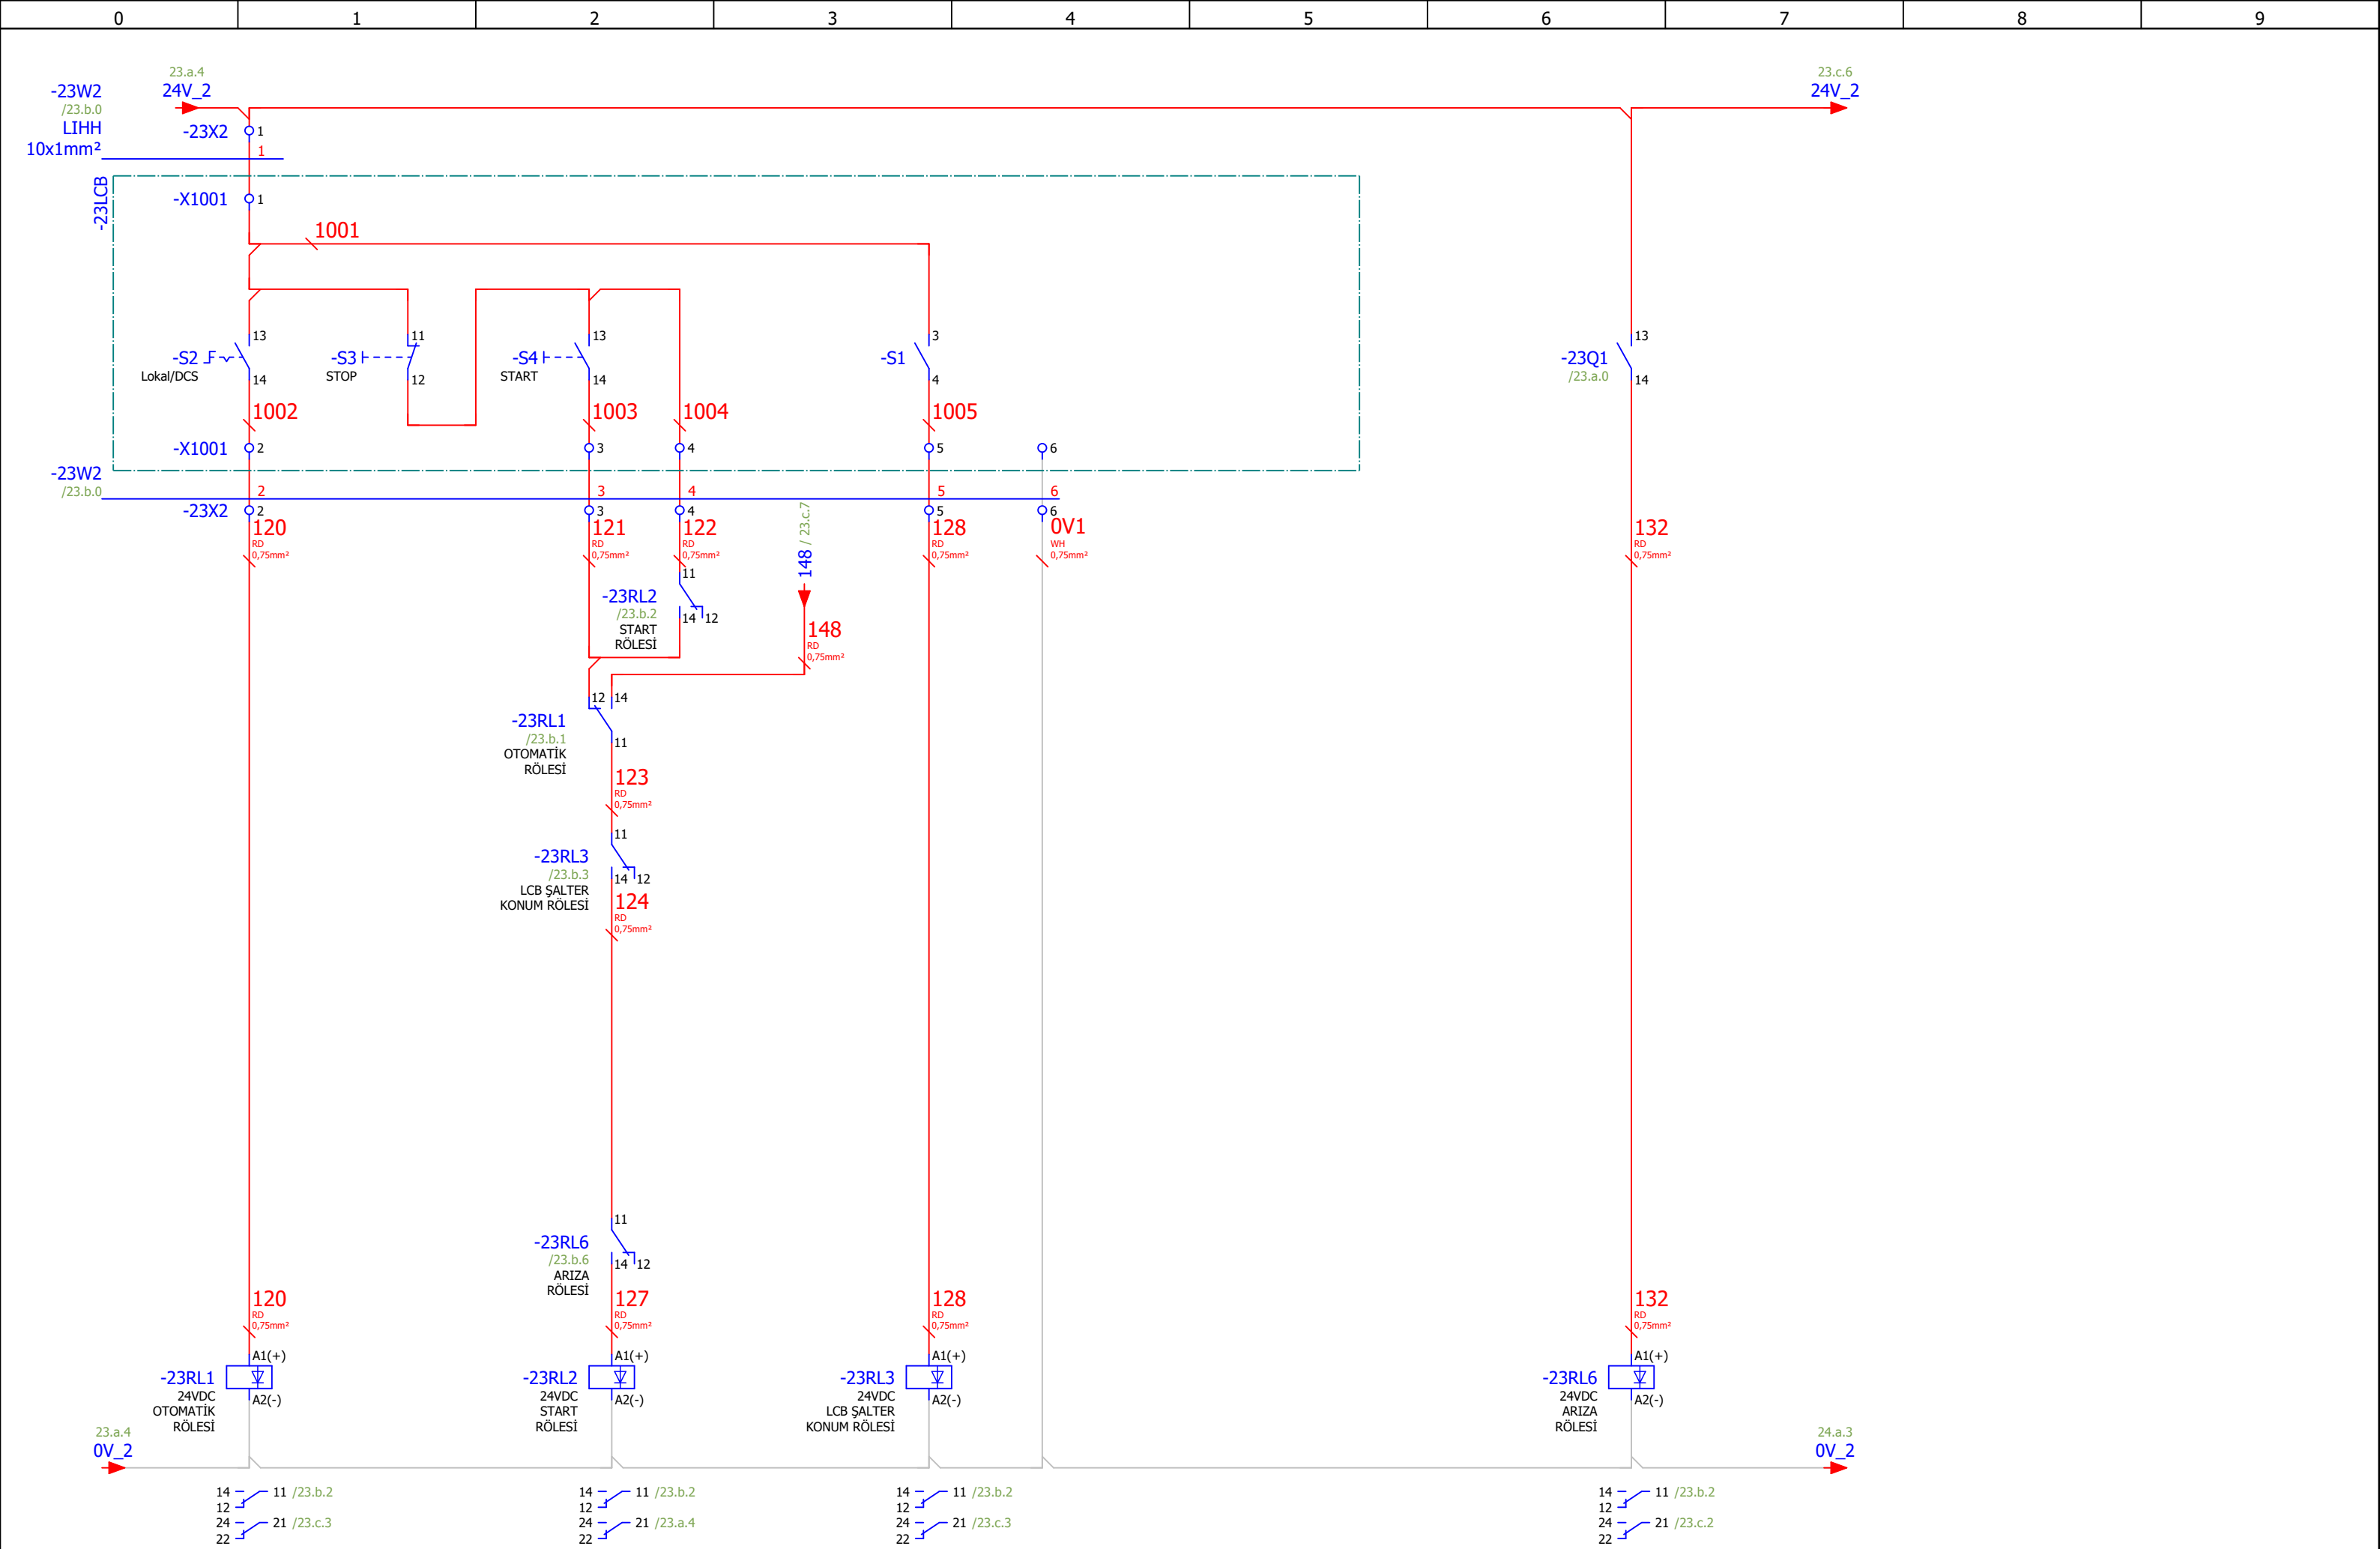 0 1 2 3 4 5 6 7 8 9
23.a.4
24V_2
23.c.6
24V_2
-23W2
/23.b.0
LIHH
10x1mm²
-23X2 1
1
-23LCB
-X1001 1
1001
13 11 13 3 13
-S2 -S3 -S4 -S1 -23Q1
Lokal/DCS STOP START /23.a.0
14 12 14 4 14
1002 1003 1004 1005
-X1001 2 3 4 5 6
-23W2
/23.b.0 2 3 4 5 6
-23X2 2 3 4 5 6
120 121 122 128 0V1 132
RD RD RD RD WH RD
0,75mm² 0,75mm² 0,75mm² 0,75mm² 0,75mm² 0,75mm²
148 / 23.c.7
11
-23RL2
/23.b.2
14 12
START
RÖLESİ
148
RD
0,75mm²
12 14
-23RL1
/23.b.1
11
OTOMATİK
RÖLESİ
123
RD
0,75mm²
11
-23RL3
/23.b.3
14 12
LCB ŞALTER
KONUM RÖLESİ
124
RD
0,75mm²
11
-23RL6
/23.b.6
14 12
ARIZA
RÖLESİ
120 127 128 132
RD RD RD RD
0,75mm² 0,75mm² 0,75mm² 0,75mm²
A1(+) A1(+) A1(+) A1(+)
-23RL1 -23RL2 -23RL3 -23RL6
24VDC 24VDC 24VDC 24VDC
A2(-) A2(-) A2(-) A2(-)
OTOMATİK START LCB ŞALTER ARIZA
RÖLESİ RÖLESİ KONUM RÖLESİ RÖLESİ
23.a.4
0V_2
24.a.3
0V_2
14 11 /23.b.2 14 11 /23.b.2 14 11 /23.b.2 14 11 /23.b.2
12 12 12 12
24 21 /23.c.3 24 21 /23.a.4 24 21 /23.c.3 24 21 /23.c.2
22 22 22 22